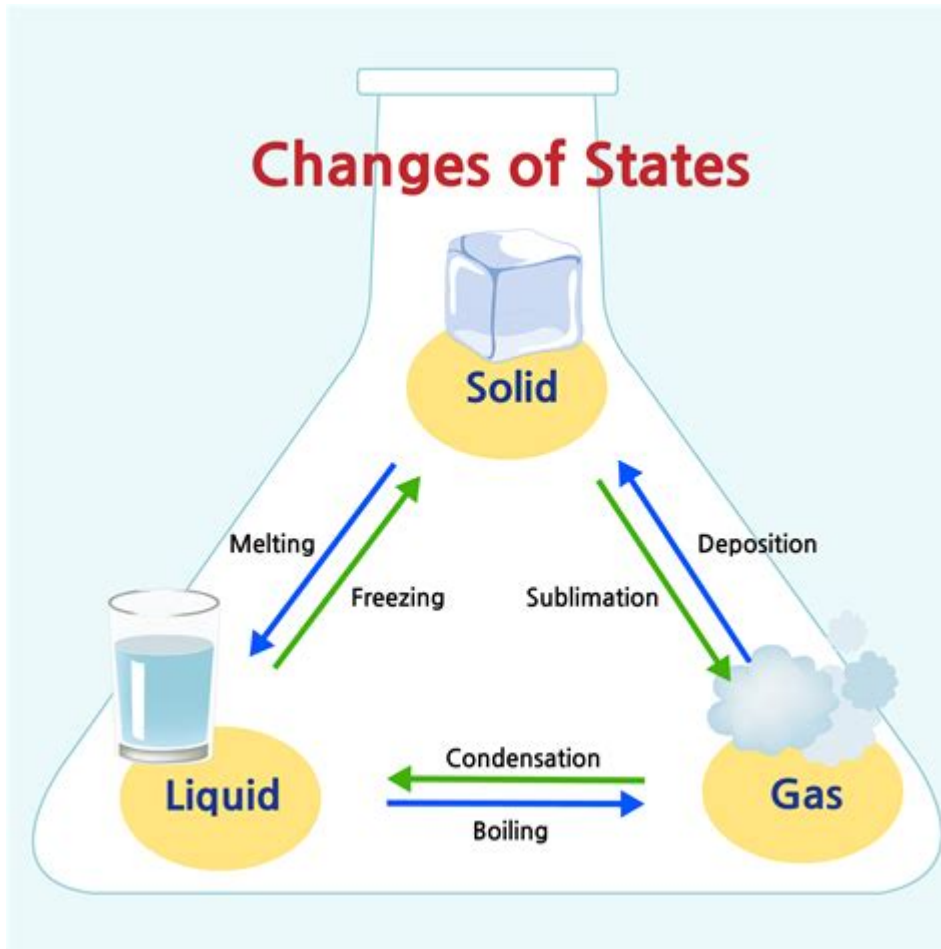 Changes of States
Solid
Melting
Deposition
Freezing
Sublimation
Condensation
Liquid
Gas
Boiling